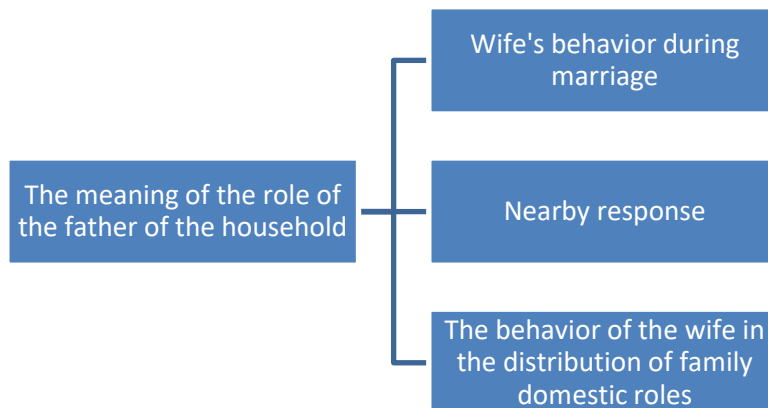 Wife's behavior during
marriage
The meaning of the role of
the father of the household
Nearby response
The behavior of the wife in
the distribution of family
domestic roles